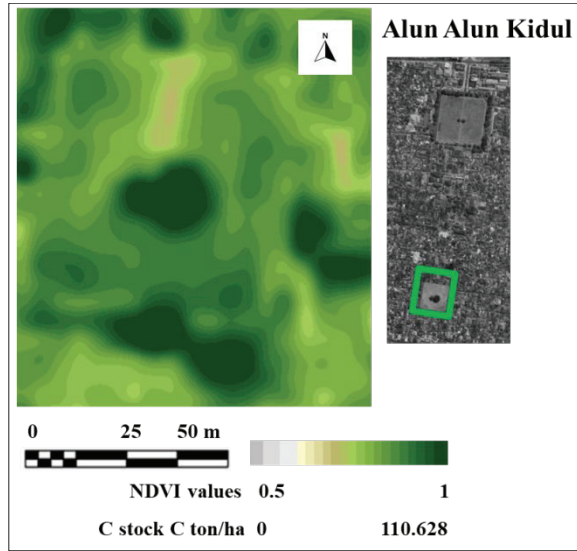 Alun Alun Kidul
N
0 25 50 m
NDVI values 0.5 1
C stock C ton/ha 0 110.628